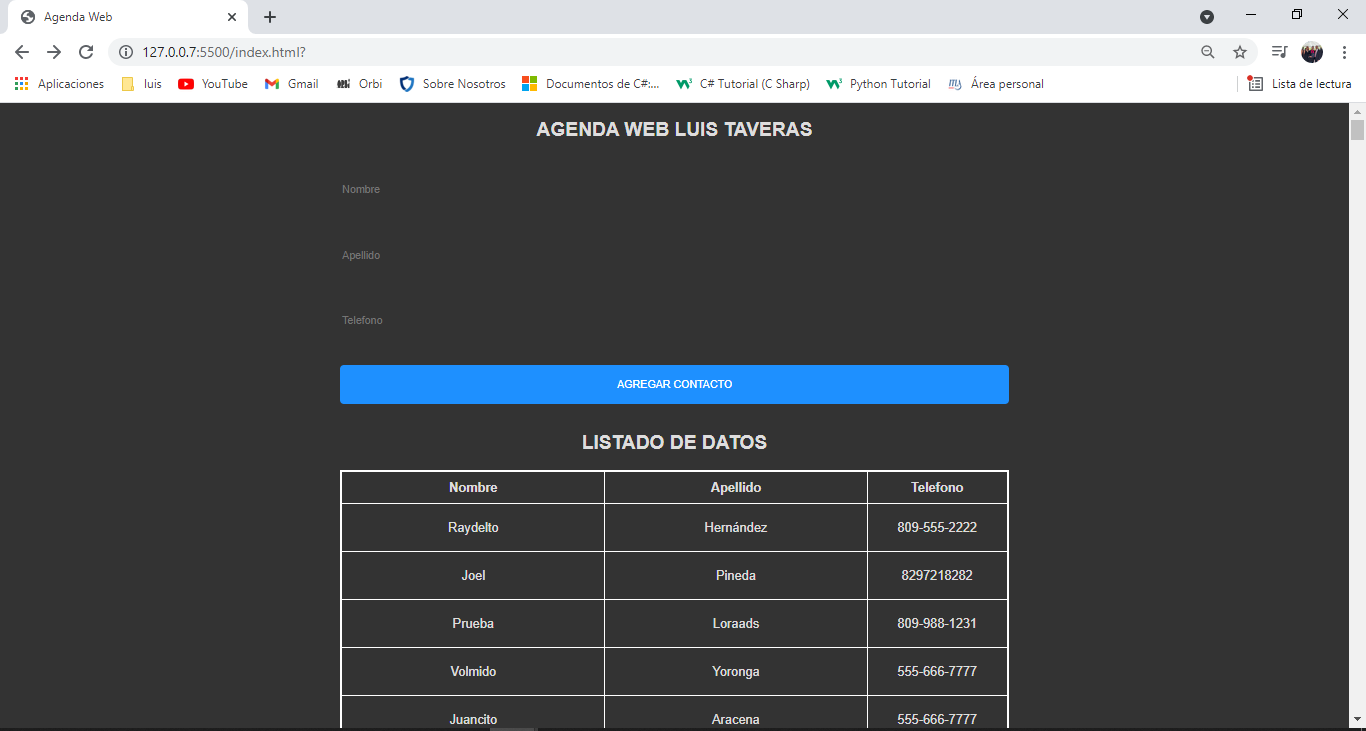 Agenda Web
127.0.0.7:5500/index.html?
Aplicaciones luis YouTube Gmail Orbi Sobre Nosotros Documentos de C#:... C# Tutorial (C Sharp) Python Tutorial Área personal Lista de lectura
AGENDA WEB LUIS TAVERAS
Nombre
Apellido
Telefono
AGREGAR CONTACTO
LISTADO DE DATOS
Nombre Apellido Telefono
Raydelto Hernández 809-555-2222
Joel Pineda 8297218282
Prueba Loraads 809-988-1231
Volmido Yoronga 555-666-7777
Juancito Aracena 555-666-7777